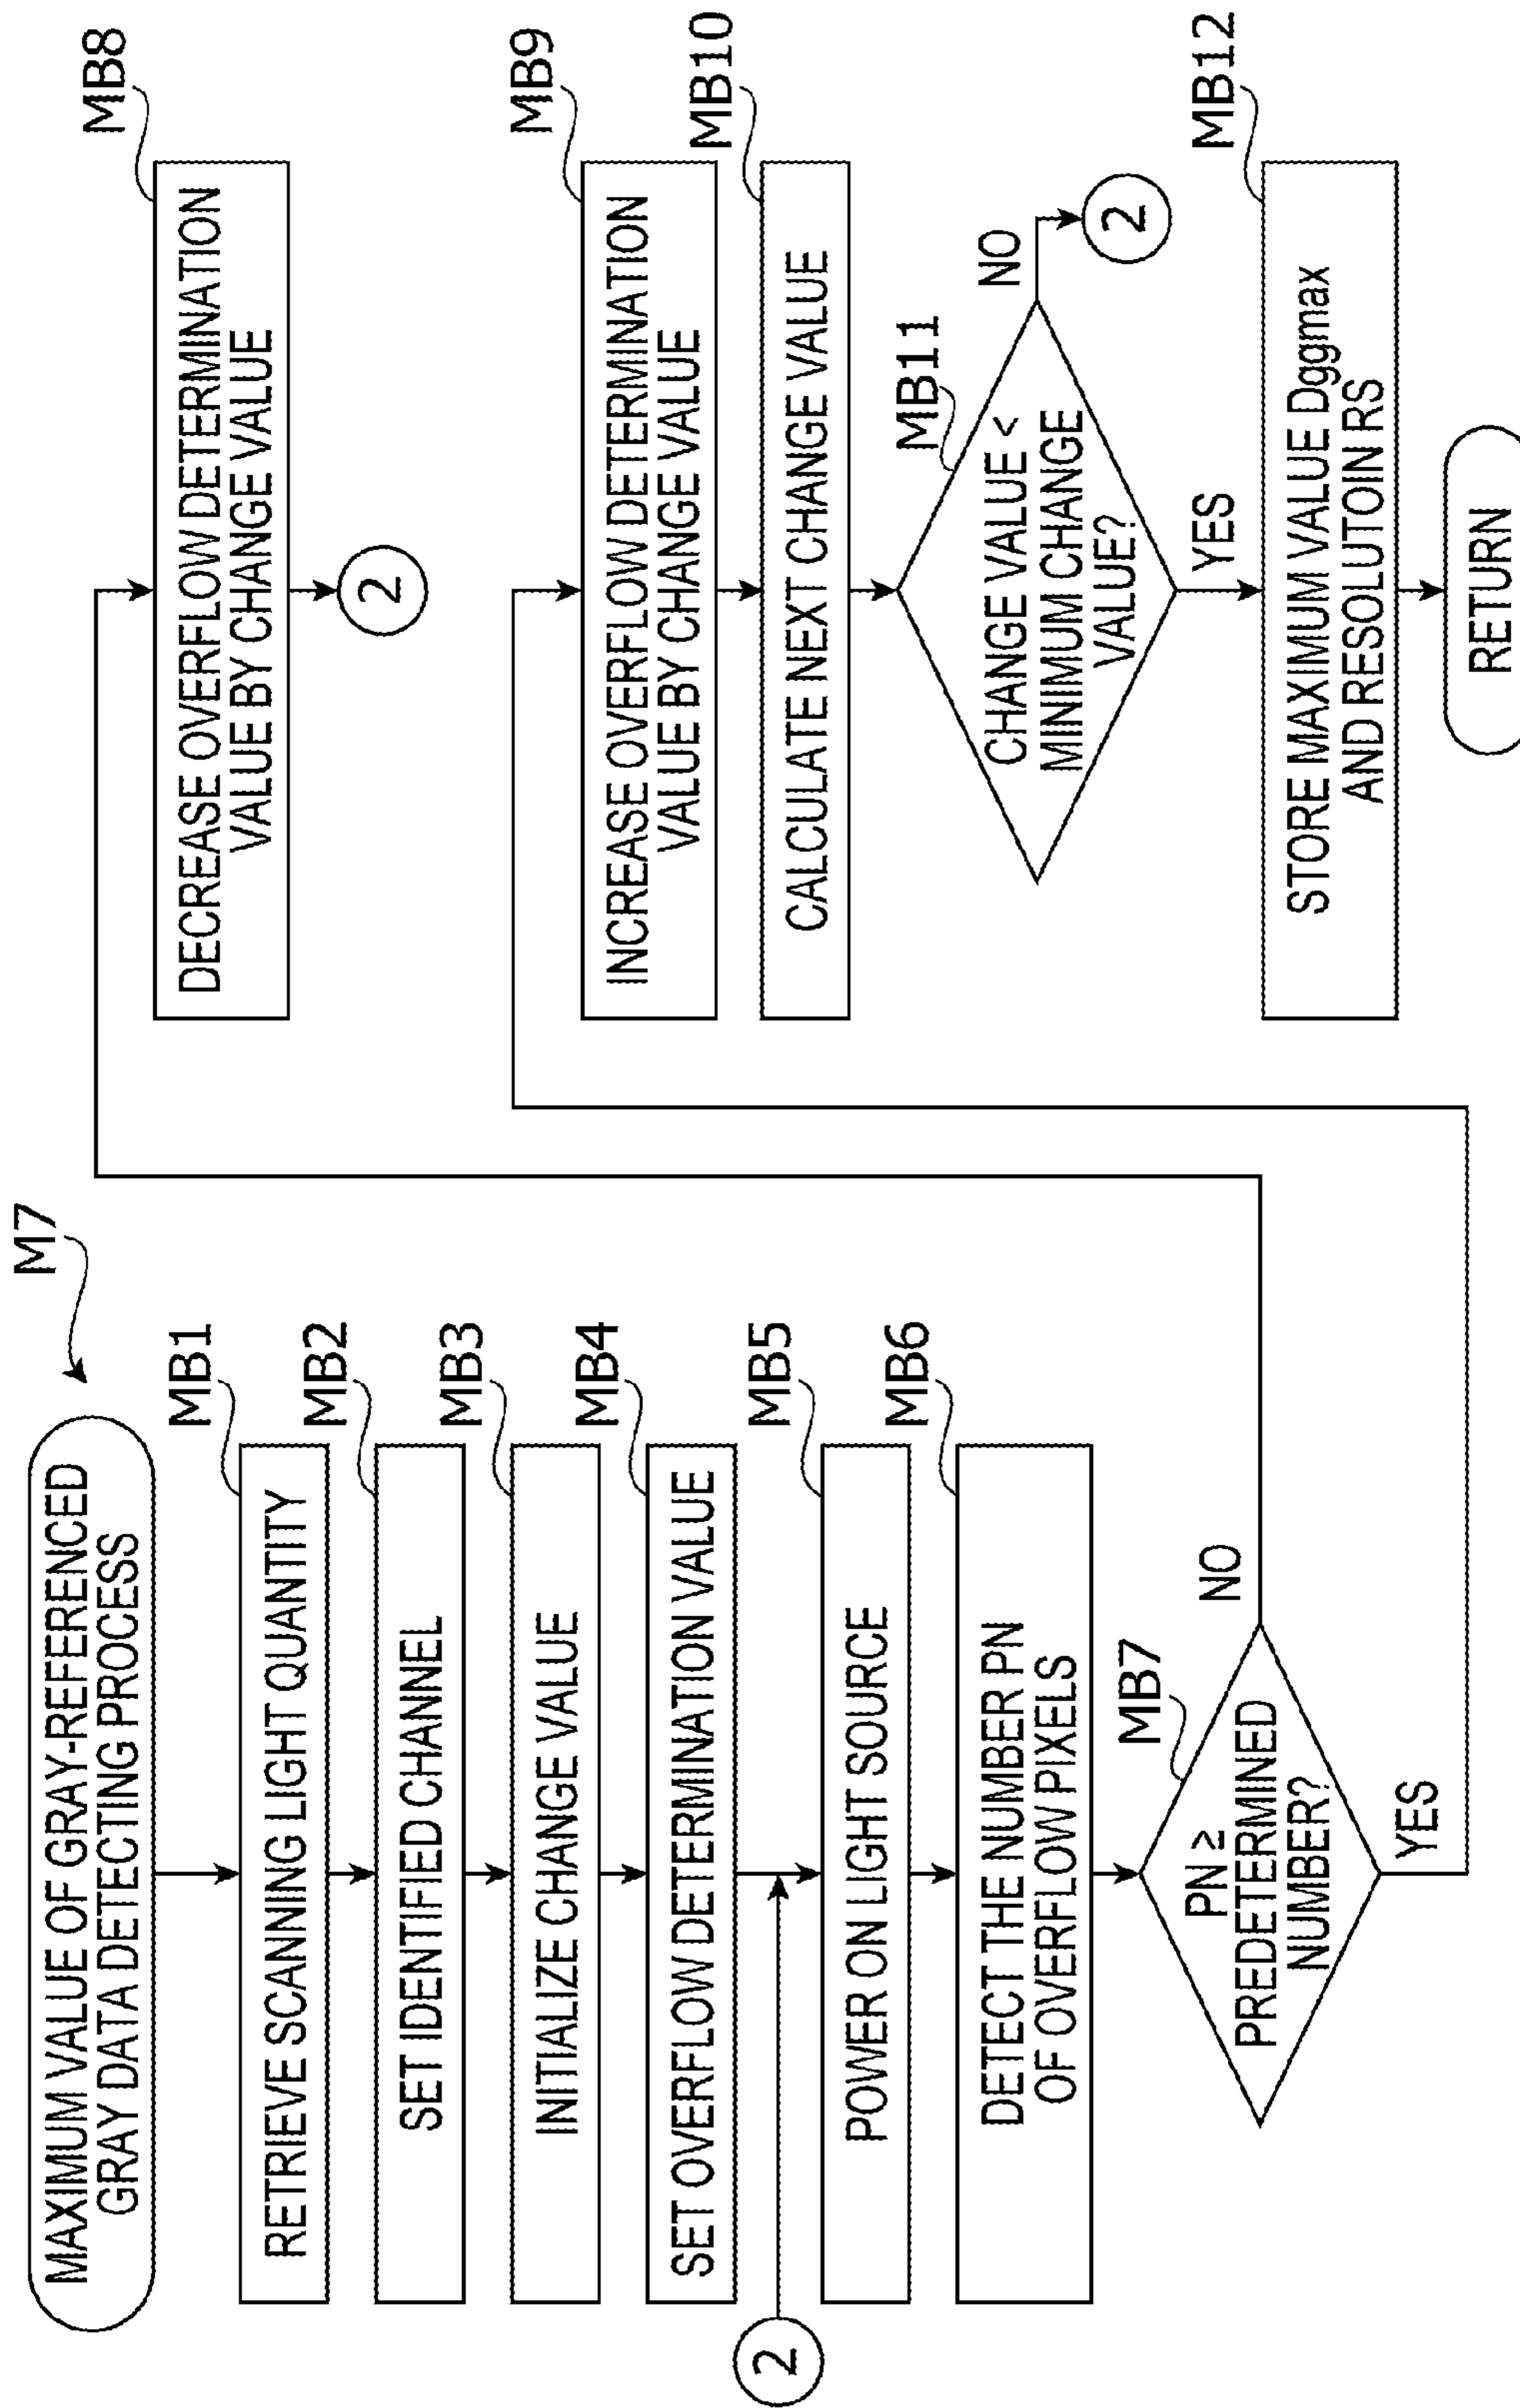 M7
MAXIMUM VALUE OF GRAY-REFERENCED
GRAY DATA DETECTING PROCESS
MB1
RETRIEVE SCANNING LIGHT QUANTITY
MB2
SET IDENTIFIED CHANNEL
MB3
INITIALIZE CHANGE VALUE
MB4
SET OVERFLOW DETERMINATION VALUE
2
MB5
POWER ON LIGHT SOURCE
MB6
DETECT THE NUMBER PN
OF OVERFLOW PIXELS
MB7
PN ≥
PREDETERMINED
NUMBER?
NO
YES
MB8
DECREASE OVERFLOW DETERMINATION
VALUE BY CHANGE VALUE
2
MB9
INCREASE OVERFLOW DETERMINATION
VALUE BY CHANGE VALUE
MB10
CALCULATE NEXT CHANGE VALUE
MB11
CHANGE VALUE <
MINIMUM CHANGE
VALUE?
NO
2
YES
MB12
STORE MAXIMUM VALUE Dggmax
AND RESOLUTOIN RS
RETURN